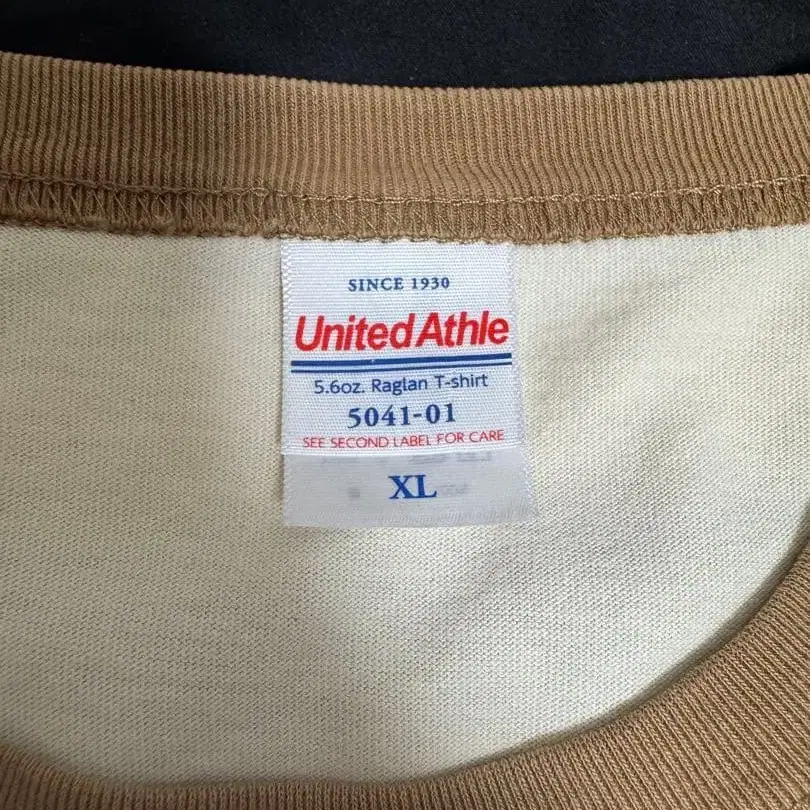 SINCE 1930
United Athle
5.6oz. Raglan T-shirt
5041-01
SEE SECOND LABEL FOR CARE
XL